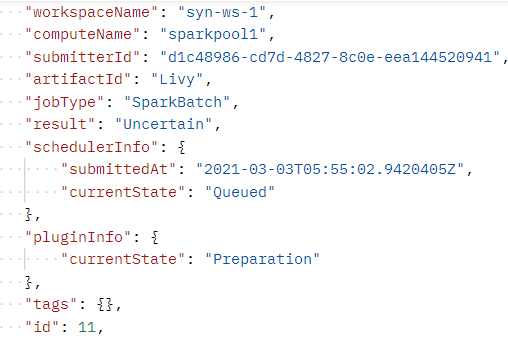 "workspaceName": "syn-ws-1",
"computeName": "sparkpool1",
"submitterId": "d1c48986-cd7d-4827-8c0e-eea144520941",
"artifactId": "Livy",
"jobType": "SparkBatch",
"result": "Uncertain",
"schedulerInfo": {
"submittedAt": "2021-03-03T05:55:02.9420405Z",
"currentState": "Queued"
},
"pluginInfo": {
"currentState": "Preparation"
},
"tags": {},
"id": 11,